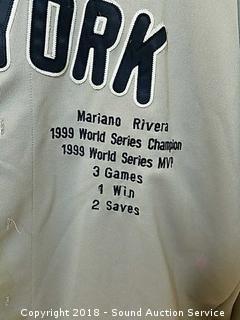 YORK
Mariano Rivera
1999 World Series Champion
1999 World Series MVP
3 Games
1 Win
2 Saves
Copyright 2018 - Sound Auction Service